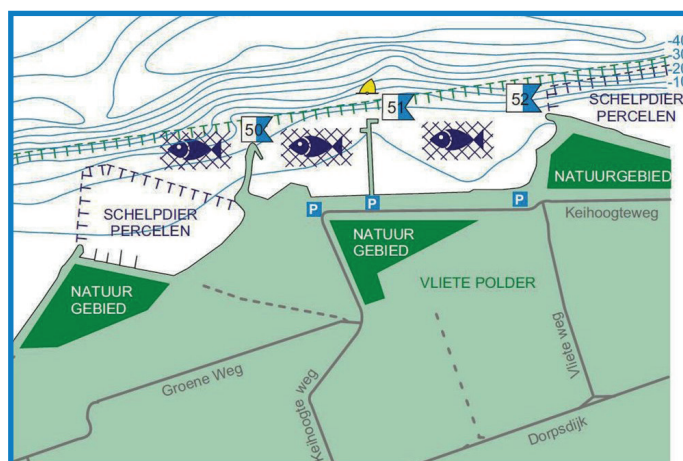 -40
-30
-20
-10
52
51
50
SCHELPDIER
PERCELEN
NATUURGEBIED
SCHELPDIER
PERCELEN
P
P
P
Keihoogteweg
NATUUR
GEBIED
NATUUR
GEBIED
VLIETE POLDER
Groene Weg
Keihoogte weg
Vliete weg
Dorpsdijk